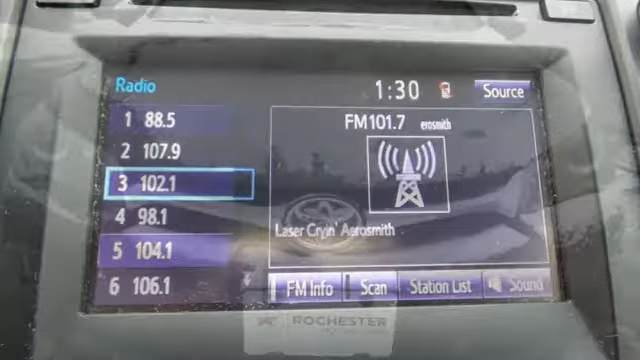 Radio 1:30 Source
1 88.5
2 107.9
3 102.1
4 98.1
5 104.1
6 106.1
FM101.7 erosmith
Laser Cryin' Aerosmith
FM Info Scan Station List Sound
ROCHESTER